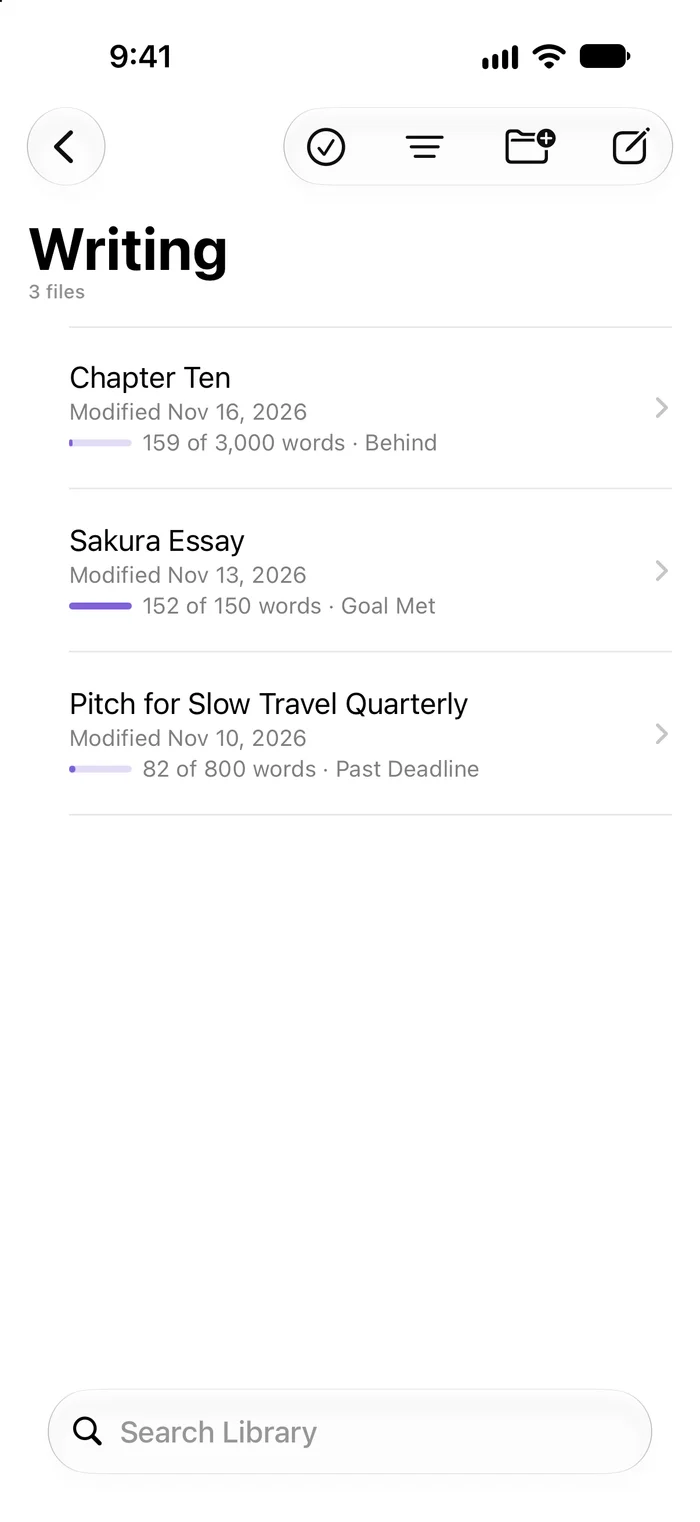 9:41
Writing
3 files
Chapter Ten
Modified Nov 16, 2026
159 of 3,000 words · Behind
Sakura Essay
Modified Nov 13, 2026
152 of 150 words · Goal Met
Pitch for Slow Travel Quarterly
Modified Nov 10, 2026
82 of 800 words · Past Deadline
Search Library